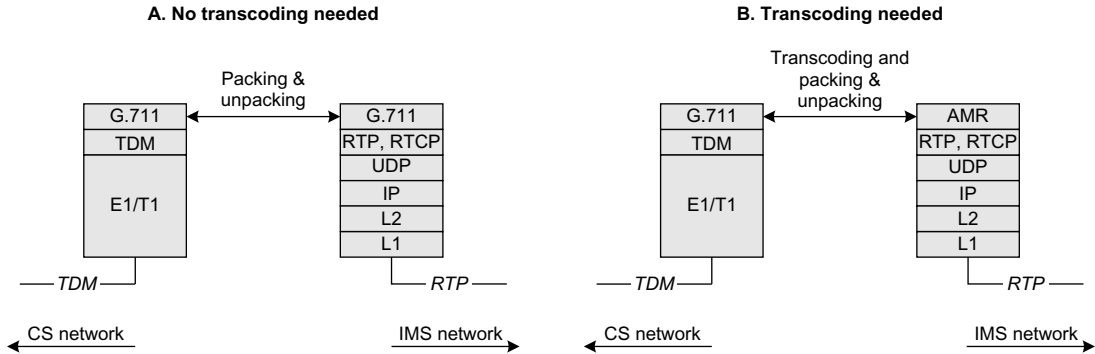 A. No transcoding needed
Packing &
unpacking
G.711
TDM
E1/T1
G.711
RTP, RTCP
UDP
IP
L2
L1
TDM
RTP
CS network
IMS network
B. Transcoding needed
Transcoding and
packing &
unpacking
G.711
TDM
E1/T1
AMR
RTP, RTCP
UDP
IP
L2
L1
TDM
RTP
CS network
IMS network